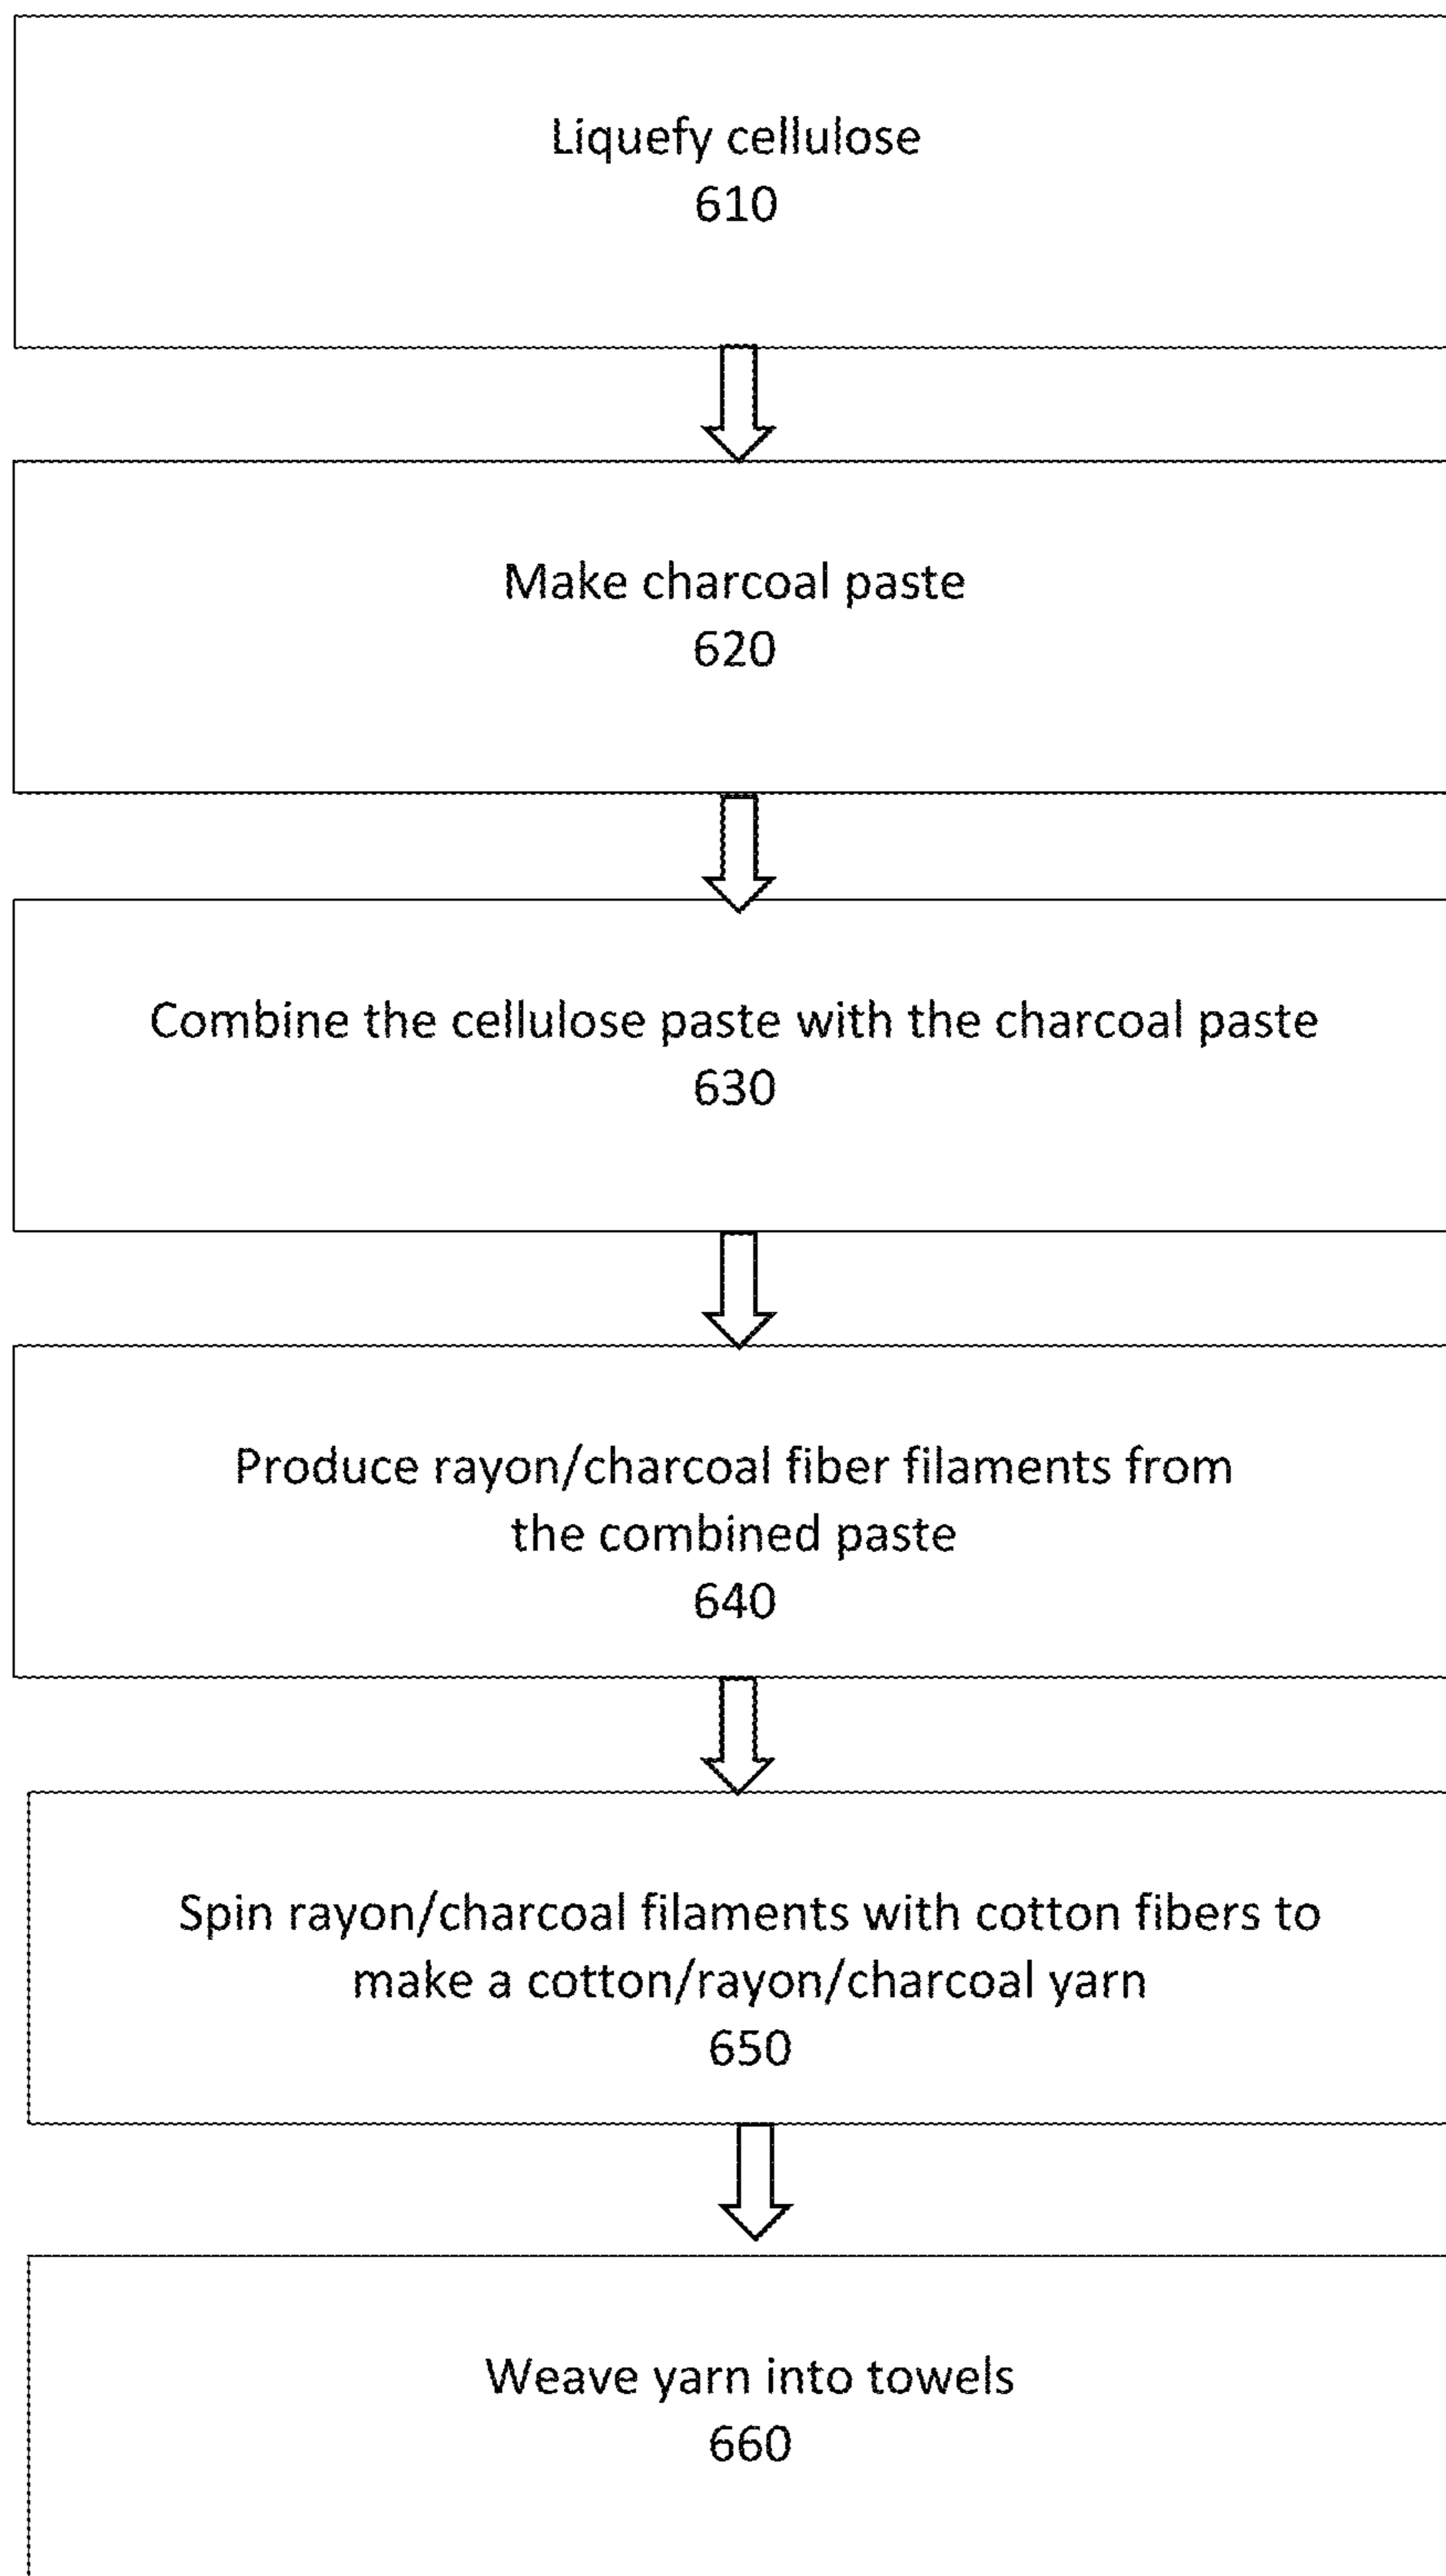 Liquefy cellulose
610
Make charcoal paste
620
Combine the cellulose paste with the charcoal paste
630
Produce rayon/charcoal fiber filaments from
the combined paste
640
Spin rayon/charcoal filaments with cotton fibers to
make a cotton/rayon/charcoal yarn
650
Weave yarn into towels
660